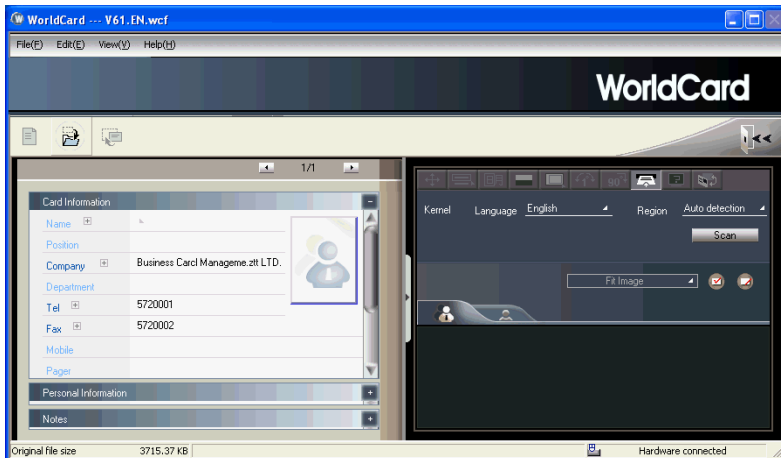 WorldCard --- V61.EN.wcf
File(F) Edit(E) View(V) Help(H)
WorldCard
1/1
Card Information
Name
Position
Company Business Carcl Manageme.ztt LTD.
Department
Tel 5720001
Fax 5720002
Mobile
Pager
Personal Information
Notes
90°
Kernel Language English Region Auto detection
Scan
Fit Image
Original file size 3715.37 KB Hardware connected